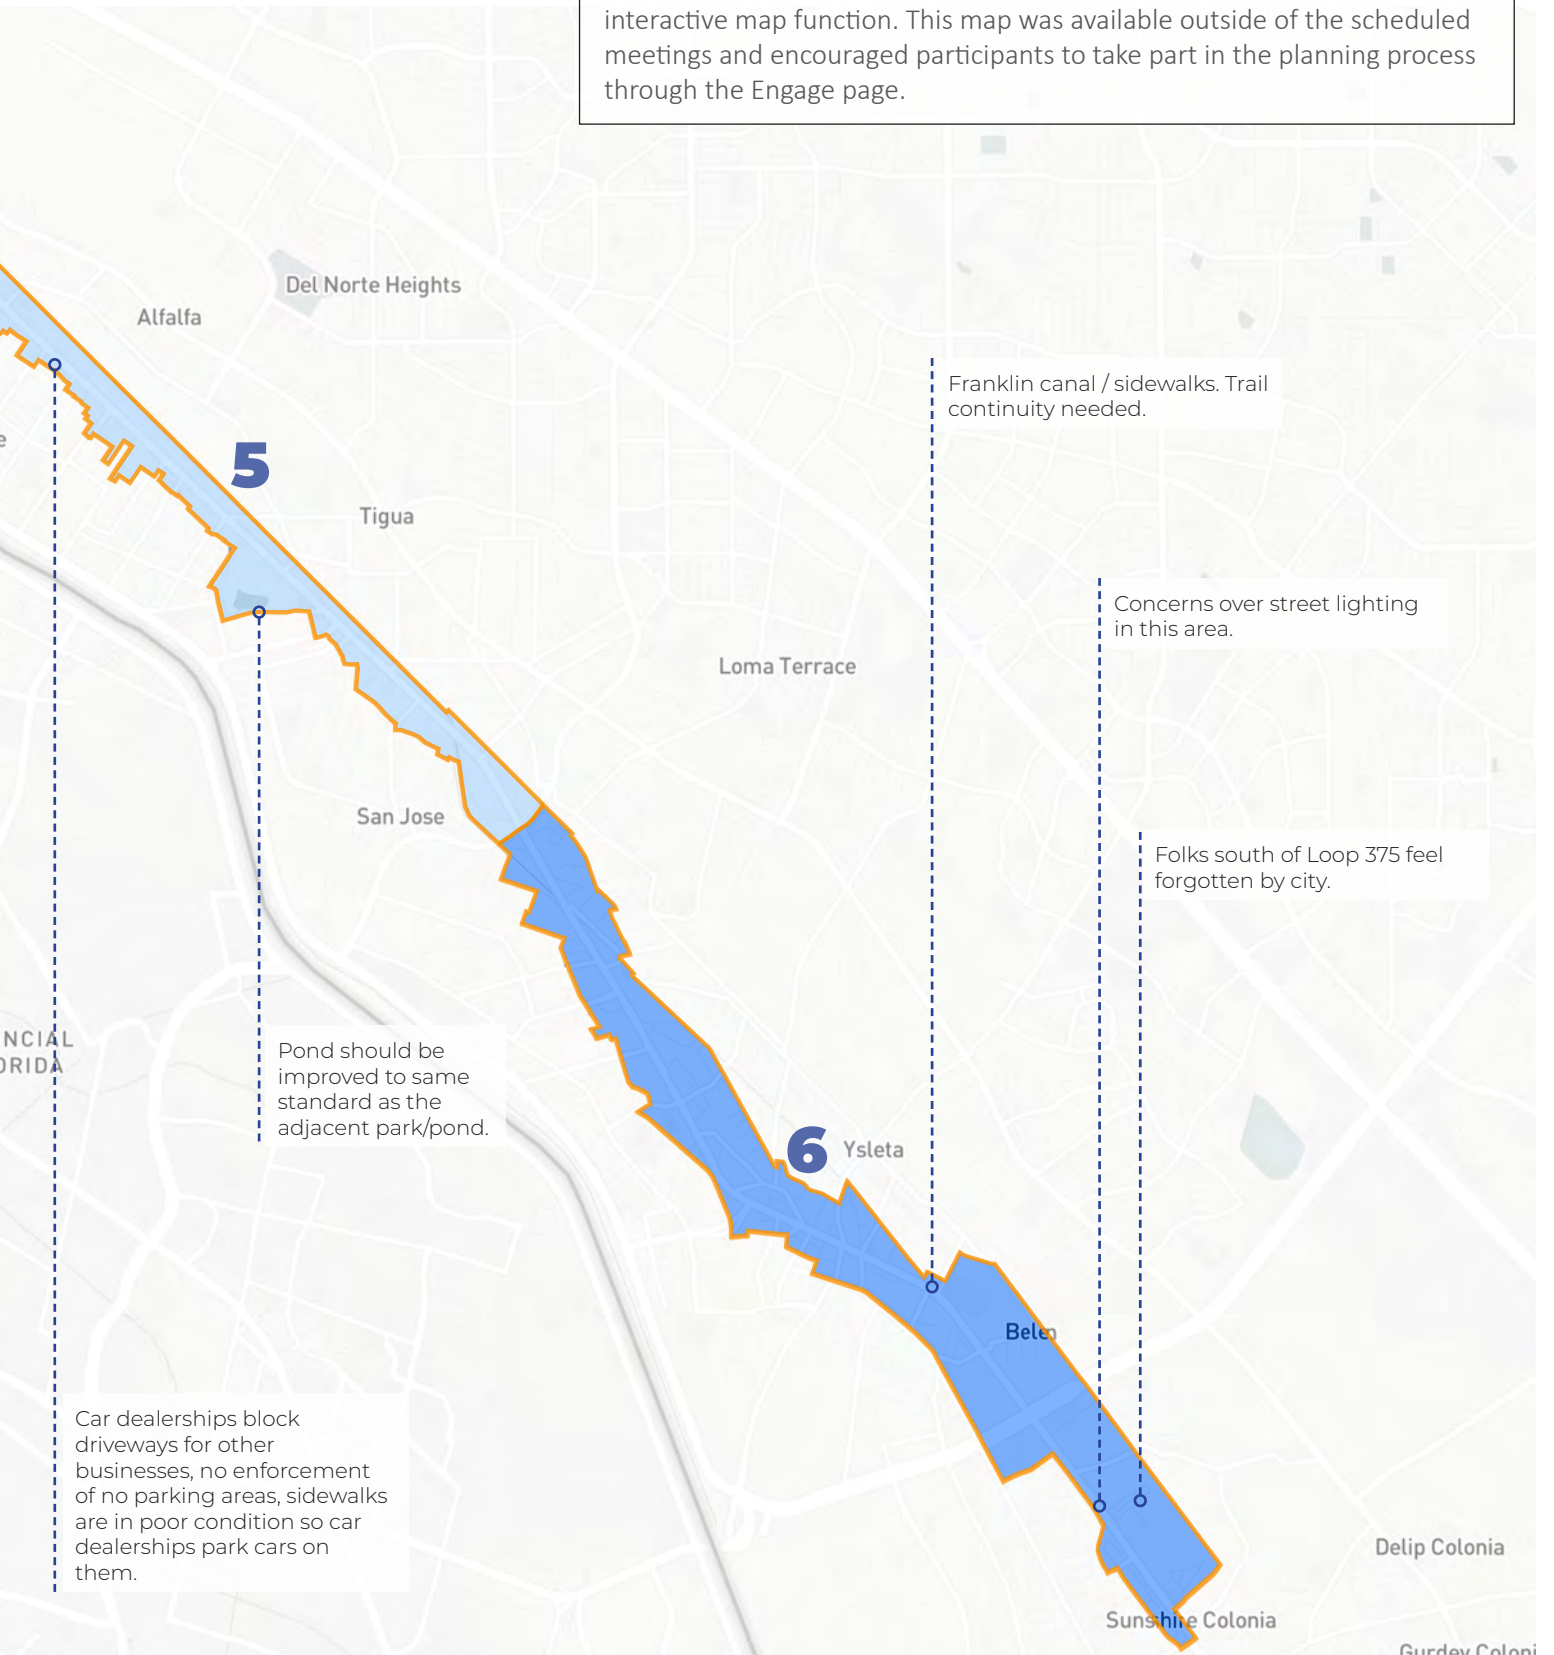 interactive map function. This map was available outside of the scheduled
meetings and encouraged participants to take part in the planning process
through the Engage page.
Del Norte Heights
Alfalfa
Franklin canal / sidewalks. Trail
continuity needed.
e
5
Tigua
Concerns over street lighting
in this area.
Loma Terrace
San Jose
Folks south of Loop 375 feel
forgotten by city.
NCIAL
ORIDA
Pond should be
improved to same
standard as the
adjacent park/pond.
6
Ysleta
Belen
Car dealerships block
driveways for other
businesses, no enforcement
of no parking areas, sidewalks
are in poor condition so car
dealerships park cars on
them.
Delip Colonia
Sunshine Colonia
Gurdev Coloni